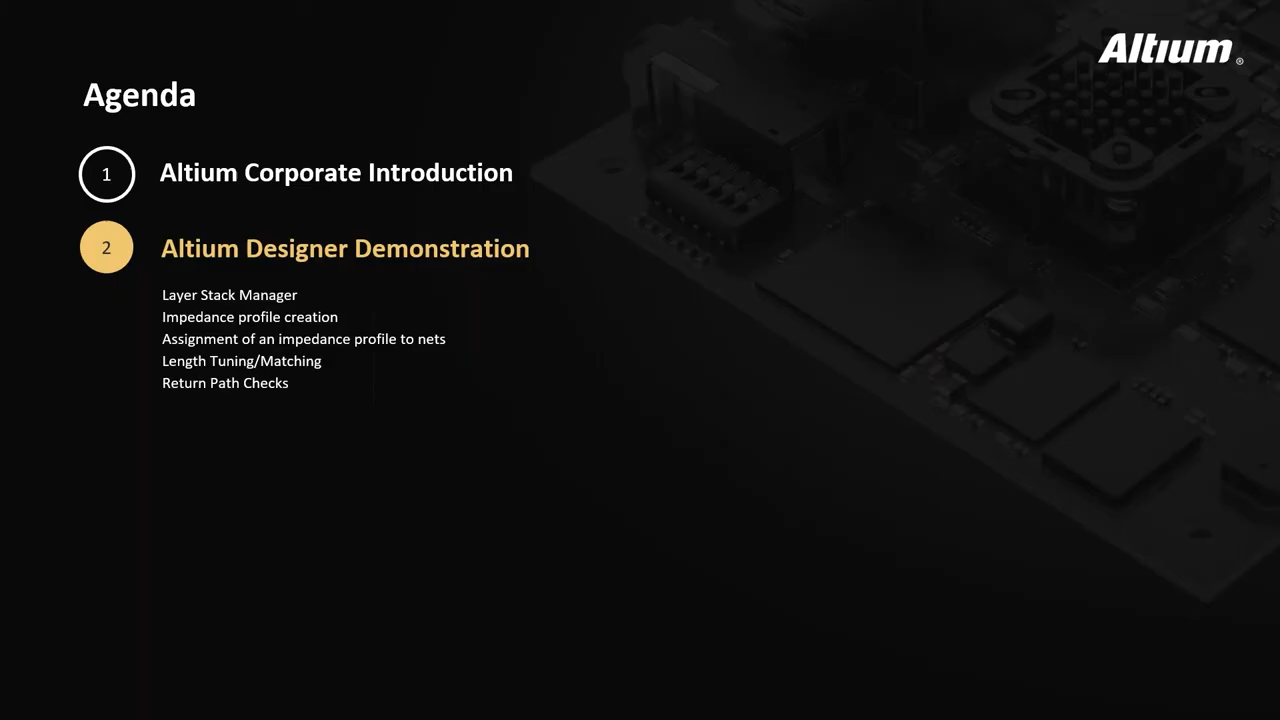 Altium®
Agenda
1 Altium Corporate Introduction
2 Altium Designer Demonstration
Layer Stack Manager
Impedance profile creation
Assignment of an impedance profile to nets
Length Tuning/Matching
Return Path Checks